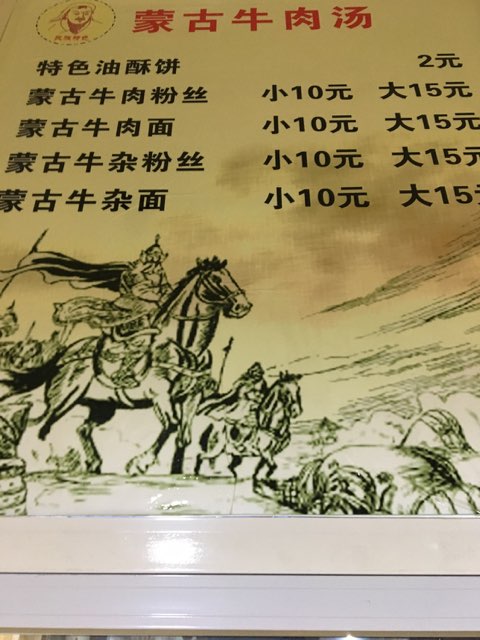 蒙古牛肉汤
特色油酥饼 2元
蒙古牛肉粉丝 小10元 大15元
蒙古牛肉面 小10元 大15元
蒙古牛杂粉丝 小10元 大15元
蒙古牛杂面 小10元 大15元